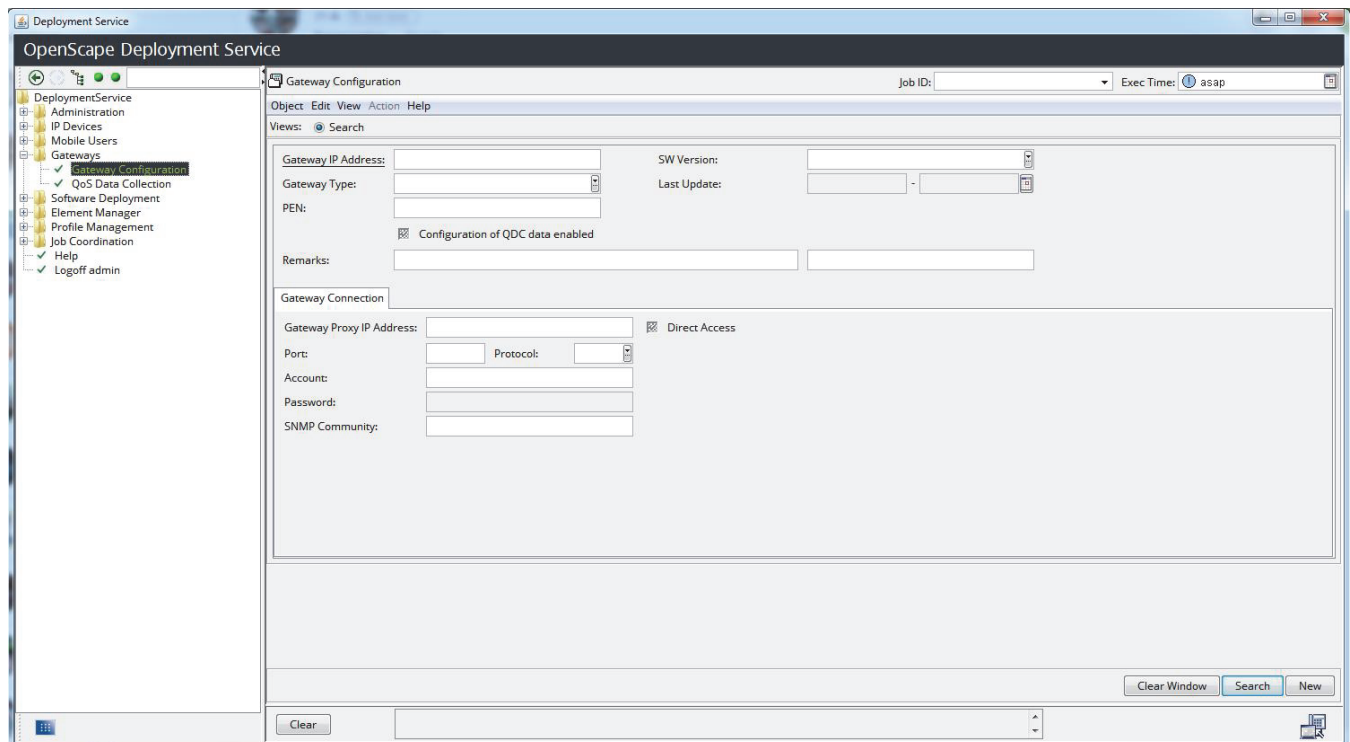 Deployment Service
OpenScape Deployment Service
DeploymentService
Administration
IP Devices
Mobile Users
Gateways
Gateway Configuration
QoS Data Collection
Software Deployment
Element Manager
Profile Management
Job Coordination
Help
Logoff admin
Gateway Configuration
Job ID:
Exec Time: asap
Object Edit View Action Help
Views: Search
Gateway IP Address:
SW Version:
Gateway Type:
Last Update: -
PEN:
Configuration of QDC data enabled
Remarks:
Gateway Connection
Gateway Proxy IP Address:
Direct Access
Port:
Protocol:
Account:
Password:
SNMP Community:
Clear Window
Search
New
Clear